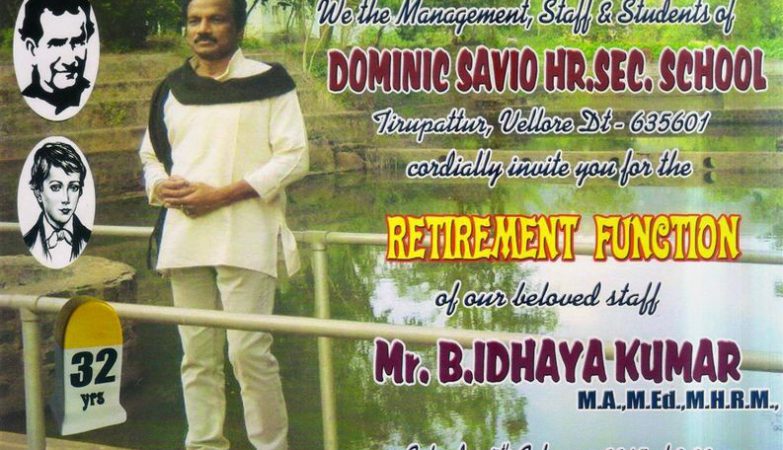 We the Management, Staff & Students of
DOMINIC SAVIO HR.SEC. SCHOOL
Tirupattur, Vellore Dt - 635601
cordially invite you for the
RETIREMENT FUNCTION
of our beloved staff
Mr. B.IDHAYA KUMAR
M.A.,M.Ed.,M.H.R.M.,
32
yrs